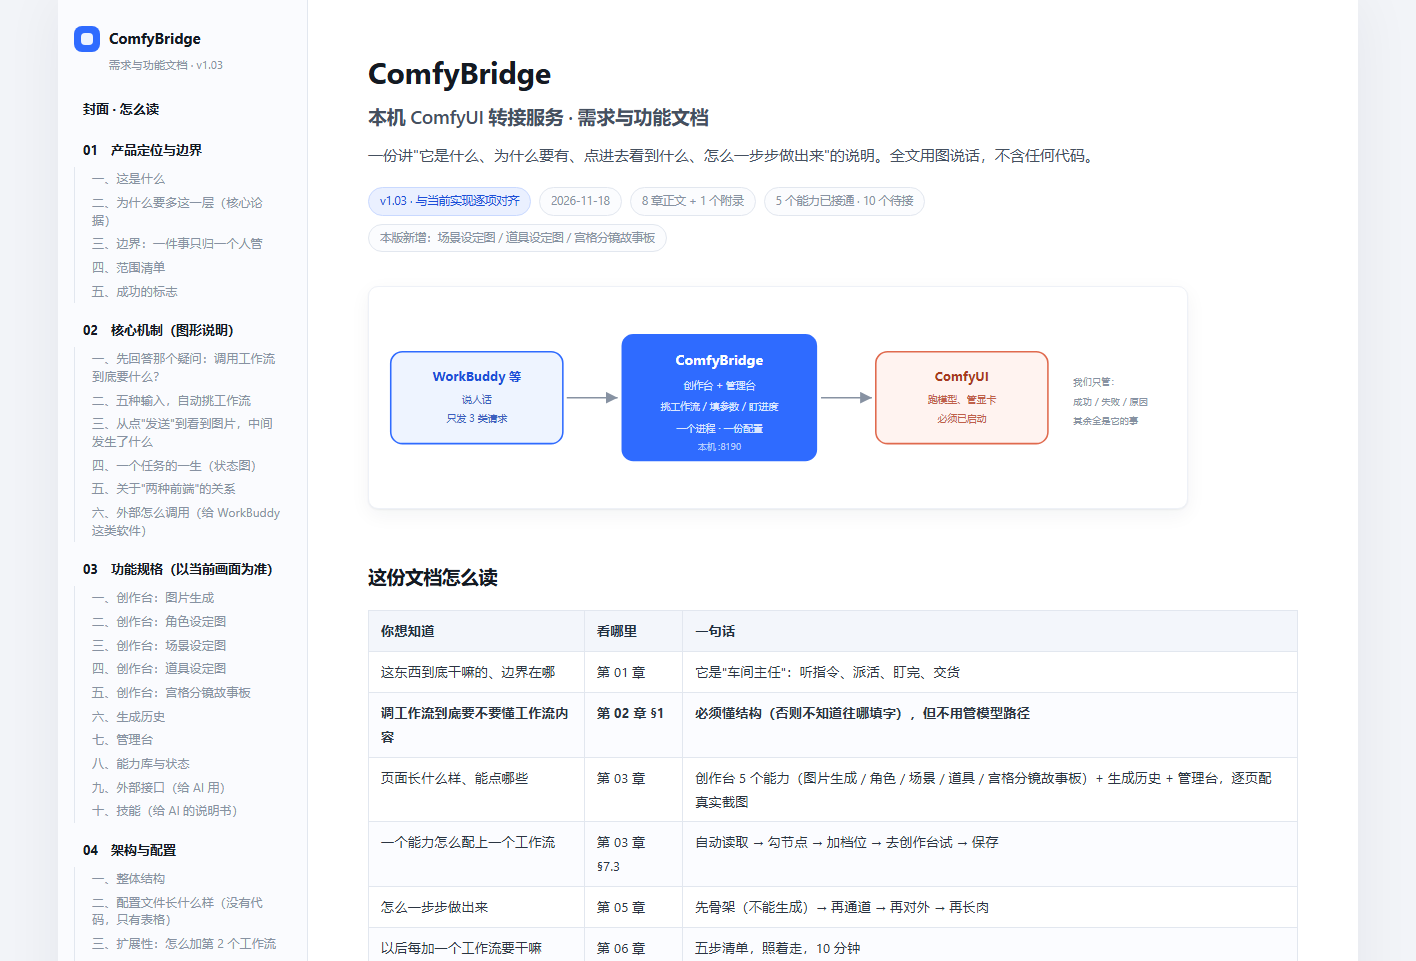 ComfyBridge
需求与功能文档 · v1.03
封面 · 怎么读
01 产品定位与边界
一、这是什么
二、为什么要多这一层（核心论
据）
三、边界：一件事只归一个人管
四、范围清单
五、成功的标志
02 核心机制（图形说明）
一、先回答那个疑问：调用工作流
到底要什么？
二、五种输入，自动挑工作流
三、从点"发送"到看到图片，中间
发生了什么
四、一个任务的一生（状态图）
五、关于"两种前端"的关系
六、外部怎么调用（给 WorkBuddy
这类软件）
03 功能规格（以当前画面为准）
一、创作台：图片生成
二、创作台：角色设定图
三、创作台：场景设定图
四、创作台：道具设定图
五、创作台：宫格分镜故事板
六、生成历史
七、管理台
八、能力库与状态
九、外部接口（给 AI 用）
十、技能（给 AI 的说明书）
04 架构与配置
一、整体结构
二、配置文件长什么样（没有代
码，只有表格）
三、扩展性：怎么加第 2 个工作流
ComfyBridge
本机 ComfyUI 转接服务 · 需求与功能文档
一份讲"它是什么、为什么要有、点进去看到什么、怎么一步步做出来"的说明。全文用图说话，不含任何代码。
v1.03 · 与当前实现逐项对齐
2026-11-18
8 章正文 + 1 个附录
5 个能力已接通 · 10 个待接
本版新增：场景设定图 / 道具设定图 / 宫格分镜故事板
WorkBuddy 等
说人话
只发 3 类请求
ComfyBridge
创作台 + 管理台
挑工作流 / 填参数 / 盯进度
一个进程 · 一份配置
本机 :8190
ComfyUI
跑模型、管显卡
必须已启动
我们只管：
成功 / 失败 / 原因
其余全是它的事
这份文档怎么读
你想知道 看哪里 一句话
这东西到底干嘛的、边界在哪 第 01 章 它是"车间主任"：听指令、派活、盯完、交货
调工作流到底要不要懂工作流内
容 第 02 章 §1 必须懂结构（否则不知道往哪填字），但不用管模型路径
页面长什么样、能点哪些 第 03 章 创作台 5 个能力（图片生成 / 角色 / 场景 / 道具 / 宫格分镜故事板）+ 生成历史 + 管理台，逐页配
真实截图
一个能力怎么配上一个工作流 第 03 章
§7.3 自动读取 → 勾节点 → 加档位 → 去创作台试 → 保存
怎么一步步做出来 第 05 章 先骨架（不能生成）→ 再通道 → 再对外 → 再长肉
以后每加一个工作流要干嘛 第 06 章 五步清单，照着走，10 分钟